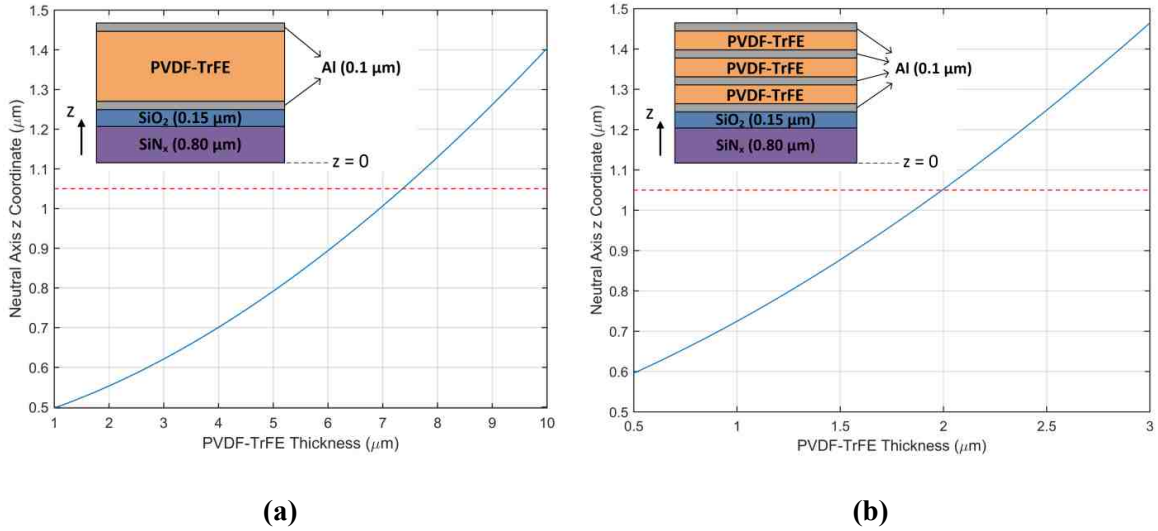 1.5
1.4
1.3
1.2
1.1
1
0.9
0.8
0.7
0.6
0.5
Neutral Axis z Coordinate (μm)
PVDF-TrFE
Al (0.1 μm)
z
SiO₂ (0.15 μm)
SiNₓ (0.80 μm)
z = 0
1 2 3 4 5 6 7 8 9 10
PVDF-TrFE Thickness (μm)
(a)
1.5
1.4
1.3
1.2
1.1
1
0.9
0.8
0.7
0.6
0.5
Neutral Axis z Coordinate (μm)
PVDF-TrFE
PVDF-TrFE
Al (0.1 μm)
PVDF-TrFE
z
SiO₂ (0.15 μm)
SiNₓ (0.80 μm)
z = 0
0.5 1 1.5 2 2.5 3
PVDF-TrFE Thickness (μm)
(b)